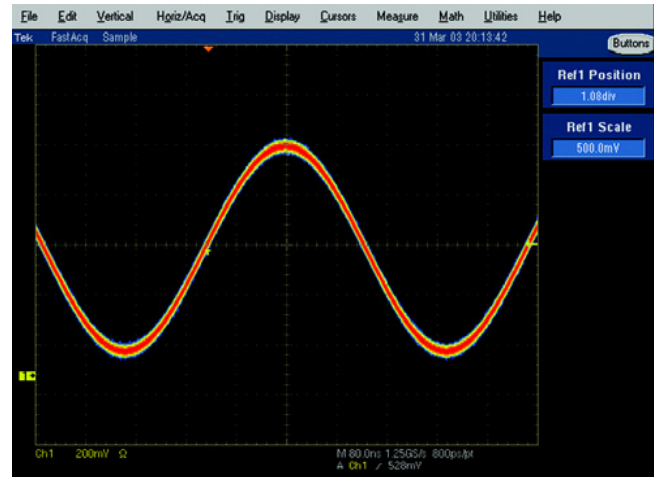 File Edit Vertical Horiz/Acq Trig Display Cursors Measure Math Utilities Help
Tek FastAcq Sample 31 Mar 03 20:13:42
Buttons
Ref1 Position
1.08div
Ref1 Scale
500.0mV
1
Ch1 200mV Ω M 80.0ns 1.25GS/s 800ps/pt
A Ch1 / 528mV